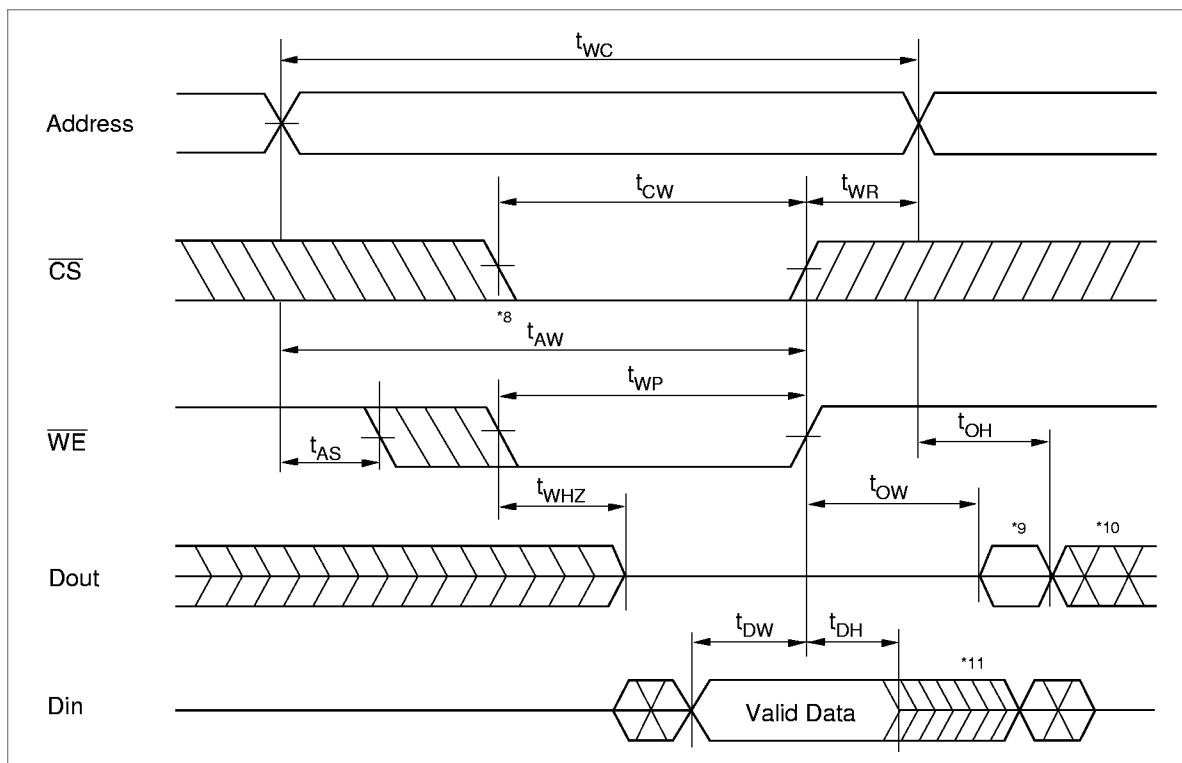 tWC
Address
tCW
tWR
CS
*8
tAW
tWP
WE
tAS
tOH
tWHZ
tOW
*9
*10
Dout
tDW
tDH
*11
Din
Valid Data